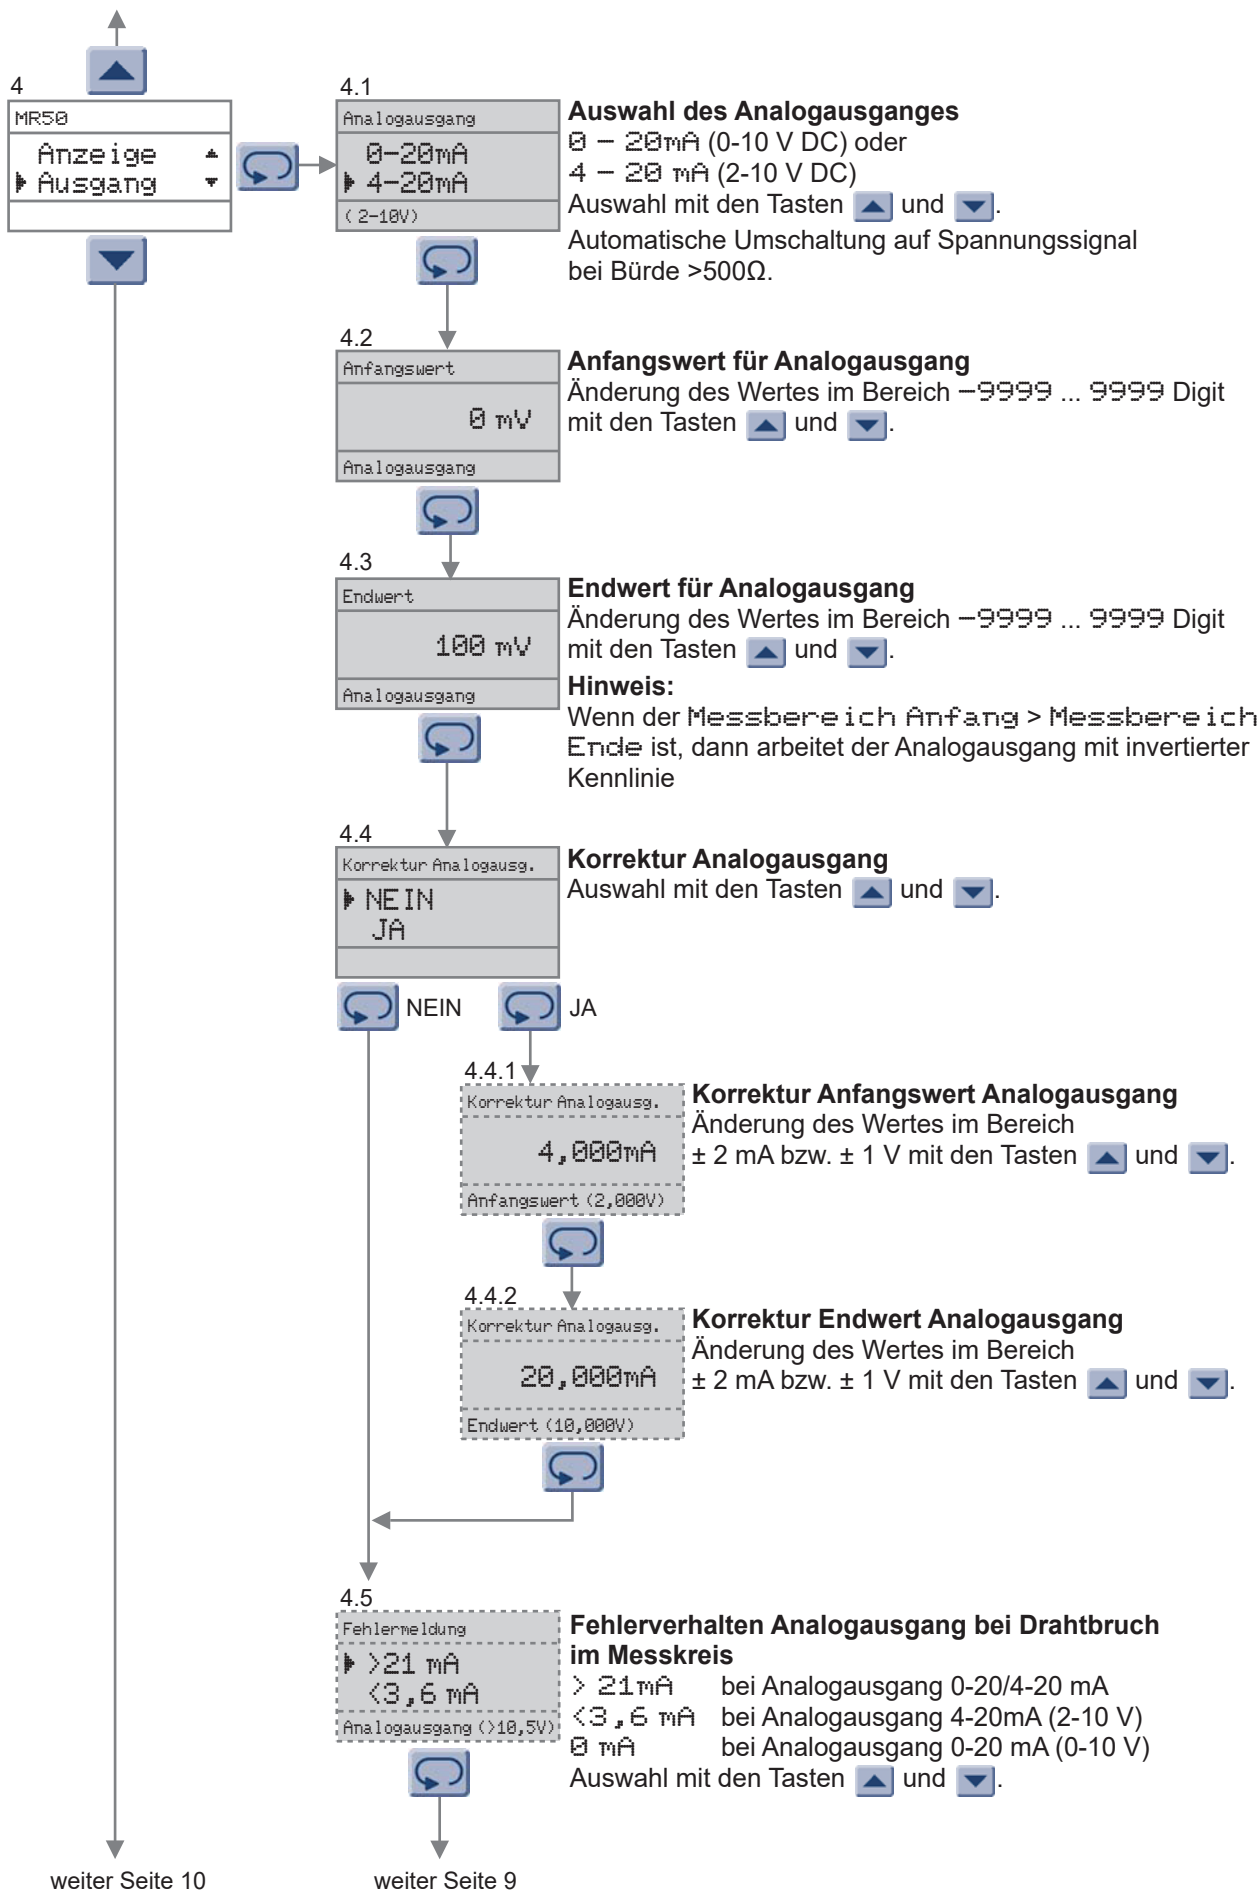 4
MR50
Anzeige
Ausgang
4.1
Analogausgang
0-20mA
4-20mA
(2-10V)
Auswahl des Analogausganges
0 - 20mA (0-10 V DC) oder
4 - 20 mA (2-10 V DC)
Auswahl mit den Tasten und .
Automatische Umschaltung auf Spannungssignal
bei Bürde >500Ω.
4.2
Anfangswert
0 mV
Analogausgang
Anfangswert für Analogausgang
Änderung des Wertes im Bereich -9999 ... 9999 Digit
mit den Tasten und .
4.3
Endwert
100 mV
Analogausgang
Endwert für Analogausgang
Änderung des Wertes im Bereich -9999 ... 9999 Digit
mit den Tasten und .
Hinweis:
Wenn der Messbereich Anfang > Messbereich
Ende ist, dann arbeitet der Analogausgang mit invertierter
Kennlinie
4.4
Korrektur Analogausg.
NEIN
JA
Korrektur Analogausgang
Auswahl mit den Tasten und .
NEIN
JA
4.4.1
Korrektur Analogausg.
4,000mA
Anfangswert (2,000V)
Korrektur Anfangswert Analogausgang
Änderung des Wertes im Bereich
± 2 mA bzw. ± 1 V mit den Tasten und .
4.4.2
Korrektur Analogausg.
20,000mA
Endwert (10,000V)
Korrektur Endwert Analogausgang
Änderung des Wertes im Bereich
± 2 mA bzw. ± 1 V mit den Tasten und .
4.5
Fehlermeldung
>21 mA
<3,6 mA
Analogausgang (>10,5V)
Fehlerverhalten Analogausgang bei Drahtbruch
im Messkreis
> 21mA bei Analogausgang 0-20/4-20 mA
<3,6 mA bei Analogausgang 4-20mA (2-10 V)
0 mA bei Analogausgang 0-20 mA (0-10 V)
Auswahl mit den Tasten und .
weiter Seite 10
weiter Seite 9